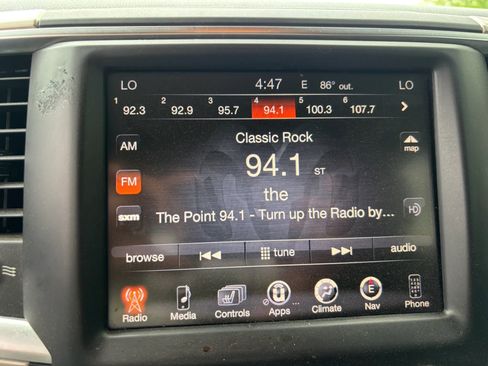 LO 4:47 E 86° out. LO
1 92.3 2 92.9 3 95.7 4 94.1 5 100.3 6 107.7
AM
Classic Rock
map
FM
94.1 ST
the
sxm
The Point 94.1 - Turn up the Radio by...
HD
browse tune audio
Radio Media Controls Apps ... Climate E Nav Phone